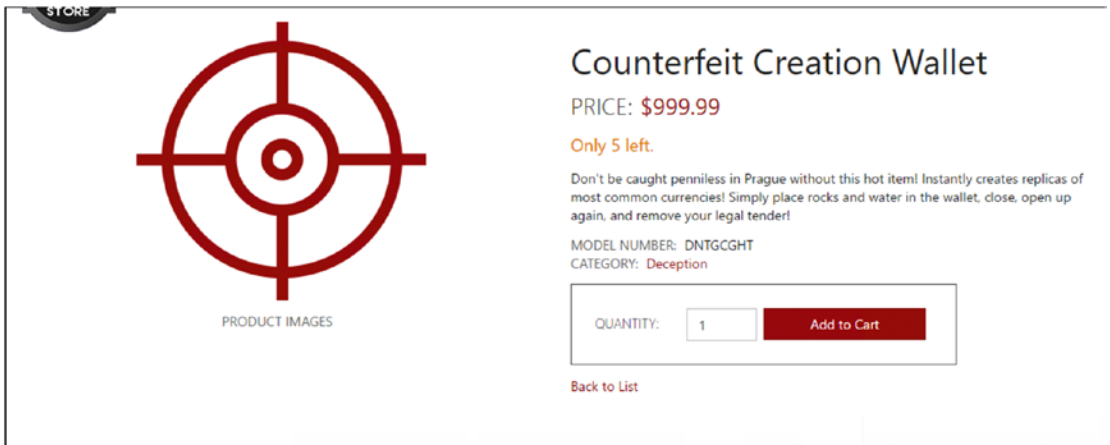 STORE
Counterfeit Creation Wallet
PRICE: $999.99
Only 5 left.
Don't be caught penniless in Prague without this hot item! Instantly creates replicas of
most common currencies! Simply place rocks and water in the wallet, close, open up
again, and remove your legal tender!
MODEL NUMBER: DNTGCGHT
CATEGORY: Deception
PRODUCT IMAGES
QUANTITY: 1 Add to Cart
Back to List